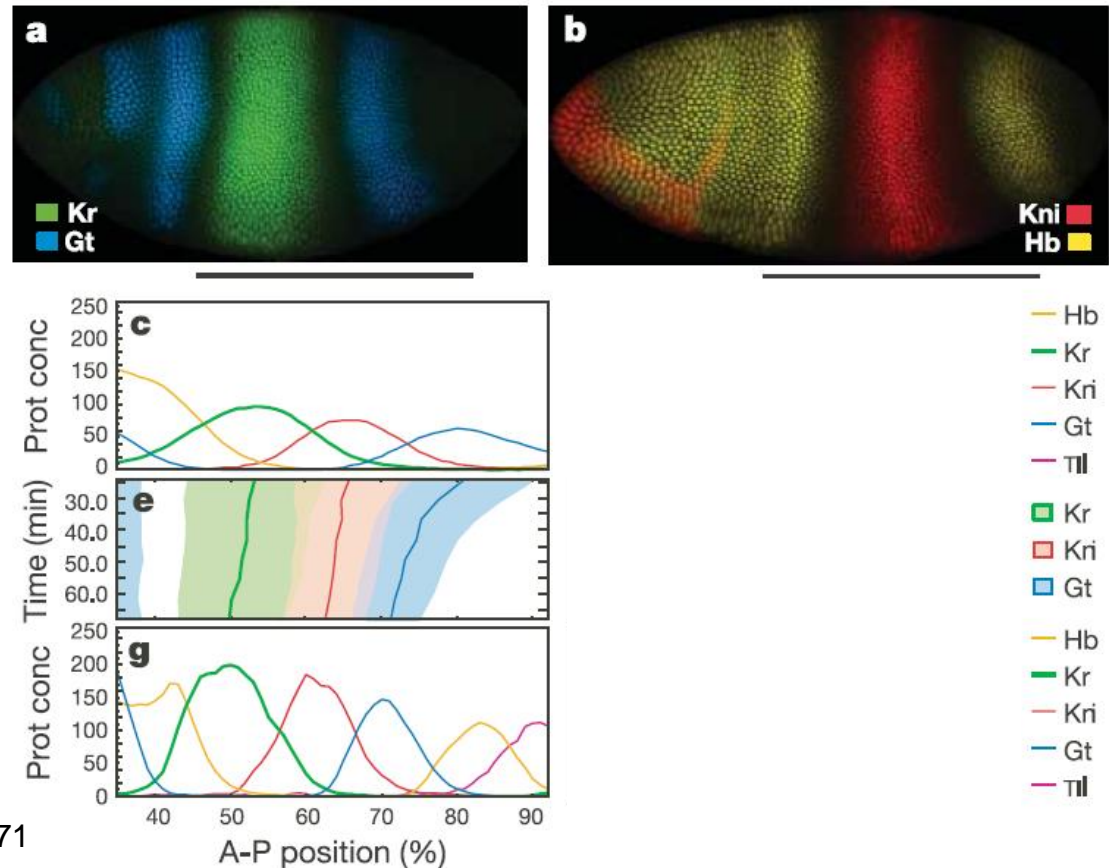 a
Kr
Gt
b
Kni
Hb
250
200
150
100
50
0
Prot conc
c
Hb
Kr
Kni
Gt
Tll
30.0
40.0
50.0
60.0
Time (min)
e
Kr
Kni
Gt
250
200
150
100
50
0
Prot conc
g
Hb
Kr
Kni
Gt
Tll
40 50 60 70 80 90
A-P position (%)
71